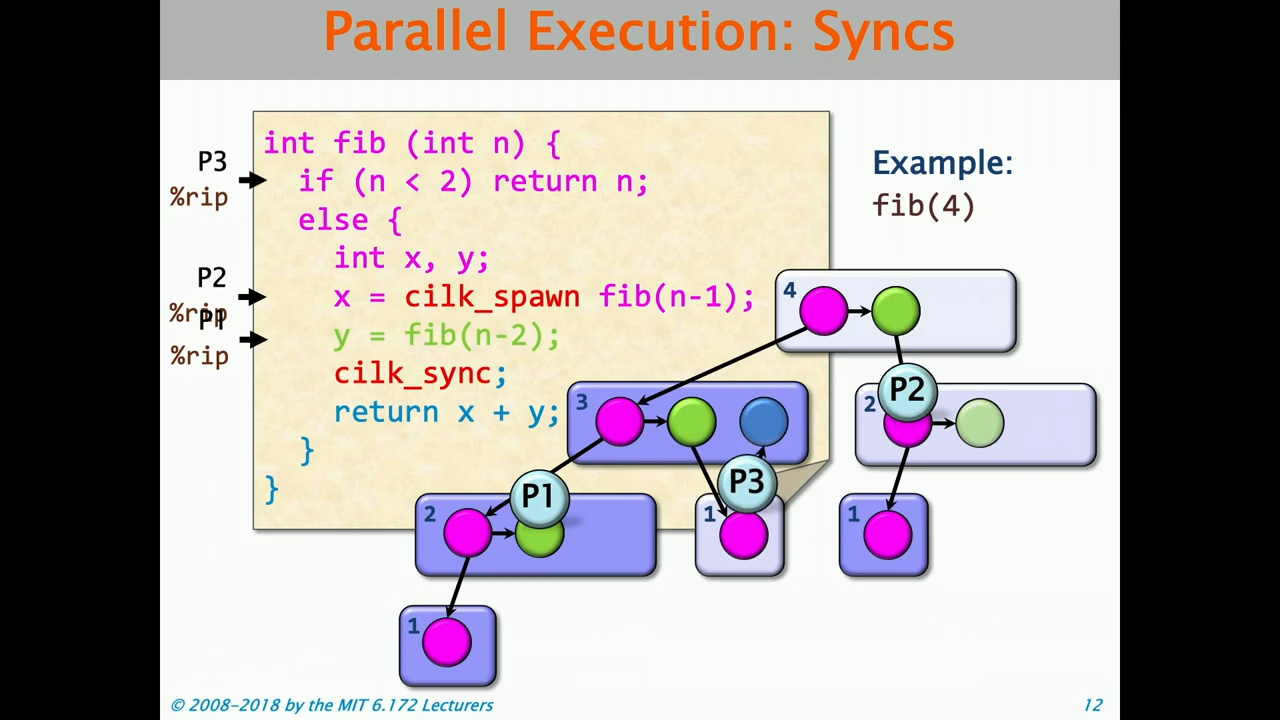 Parallel Execution: Syncs
int fib (int n) {
if (n < 2) return n;
else {
int x, y;
x = cilk_spawn fib(n-1);
y = fib(n-2);
cilk_sync;
return x + y;
}
}
P3
%rip
P2
%rip
P1
%rip
Example:
fib(4)
4
3
2
P2
2
P1
1
P3
1
1
© 2008-2018 by the MIT 6.172 Lecturers
12